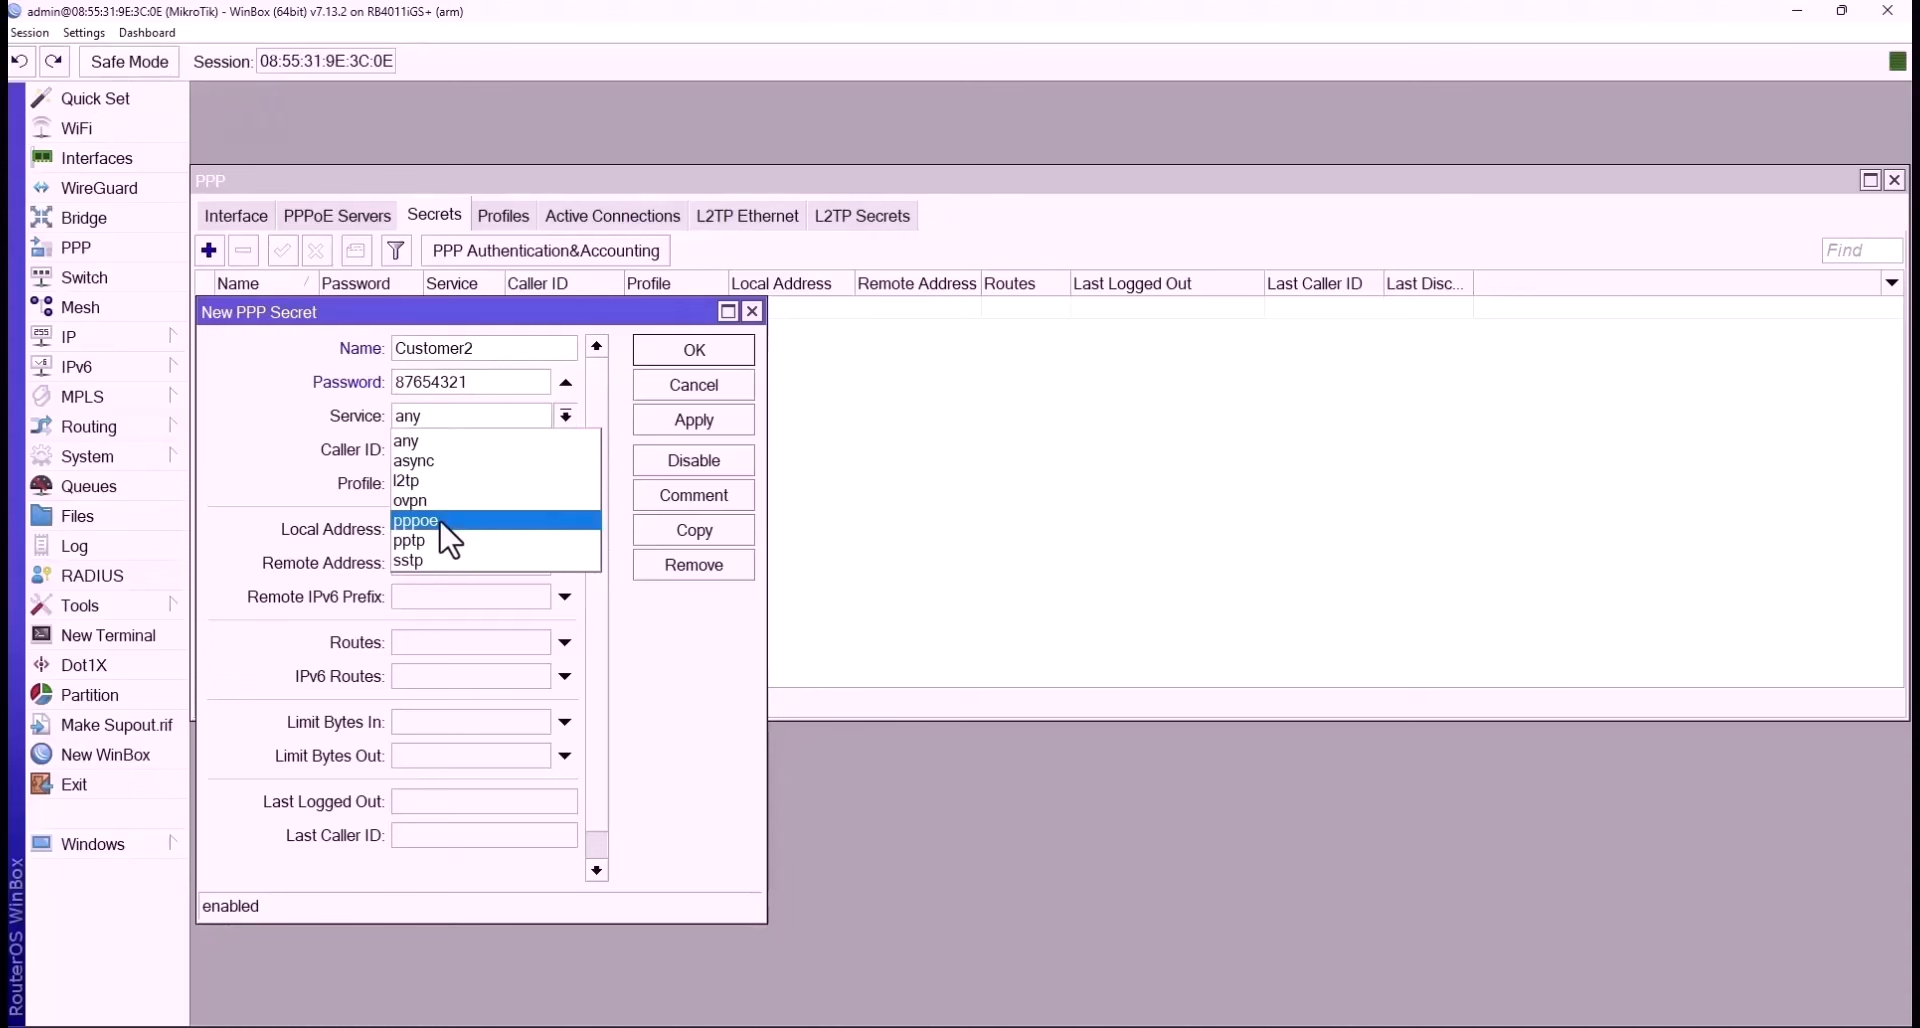 admin@08:55:31:9E:3C:0E (MikroTik) - WinBox (64bit) v7.13.2 on RB4011iGS+ (arm)
Session Settings Dashboard
Safe Mode Session: 08:55:31:9E:3C:0E
Quick Set
WiFi
Interfaces
WireGuard
Bridge
PPP
Switch
Mesh
IP
IPv6
MPLS
Routing
System
Queues
Files
Log
RADIUS
Tools
New Terminal
Dot1X
Partition
Make Supout.rif
New WinBox
Exit
Windows
RouterOS WinBox
PPP
Interface PPPoE Servers Secrets Profiles Active Connections L2TP Ethernet L2TP Secrets
PPP Authentication&Accounting Find
Name Password Service Caller ID Profile Local Address Remote Address Routes Last Logged Out Last Caller ID Last Disc...
New PPP Secret
Name: Customer2
Password: 87654321
Service: any
Caller ID:
Profile:
any
async
l2tp
ovpn
pppoe
pptp
sstp
Local Address:
Remote Address:
Remote IPv6 Prefix:
Routes:
IPv6 Routes:
Limit Bytes In:
Limit Bytes Out:
Last Logged Out:
Last Caller ID:
OK
Cancel
Apply
Disable
Comment
Copy
Remove
enabled